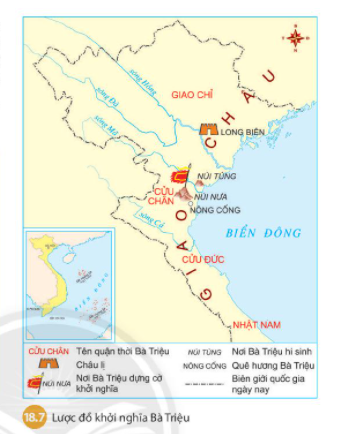 sông Hồng
GIAO CHỈ
sông Đà
sông Mã
LONG BIÊN
GIAO CHÂU
NÚI TÙNG
CỬU CHÂN
NÚI NƯA
NÔNG CỐNG
sông Cả
BIỂN ĐÔNG
CỬU ĐỨC
NHẬT NAM
CỬU CHÂN Tên quận thời Bà Triệu
Châu lị
NÚI NƯA Nơi Bà Triệu dựng cờ khởi nghĩa
NÚI TÙNG Nơi Bà Triệu hi sinh
NÔNG CỐNG Quê hương Bà Triệu
Biên giới quốc gia ngày nay
18.7 Lược đồ khởi nghĩa Bà Triệu